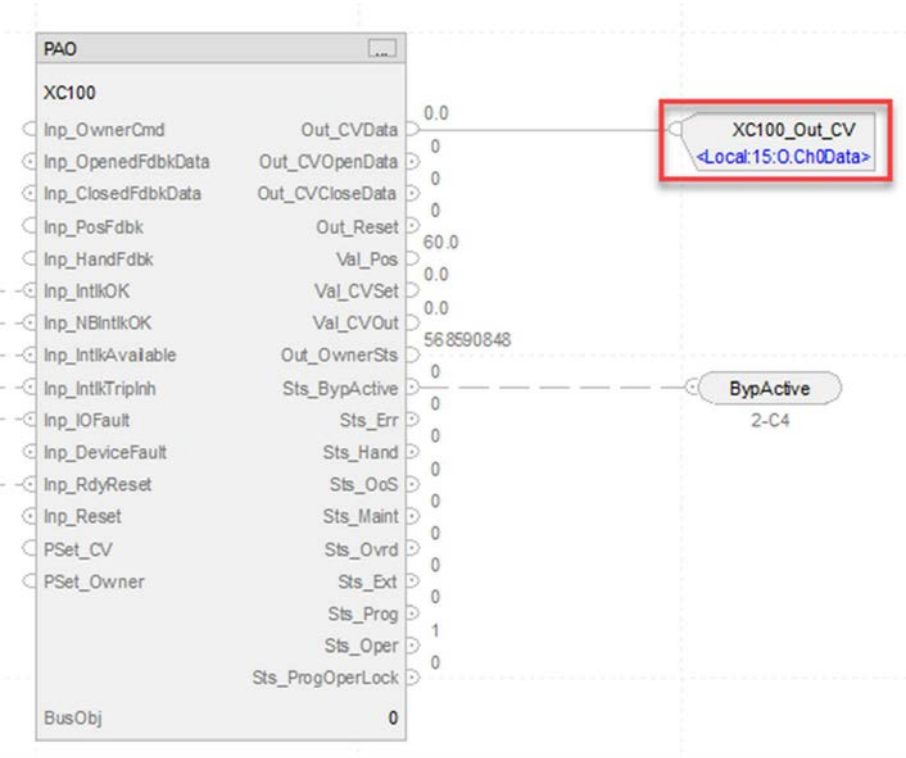 PAO ...
XC100
Inp_OwnerCmd Out_CVData 0.0 XC100_Out_CV
<Local:15:O.Ch0Data>
Inp_OpenedFdbkData Out_CVOpenData 0
Inp_ClosedFdbkData Out_CVCloseData 0
Inp_PosFdbk Out_Reset 0
Inp_HandFdbk Val_Pos 60.0
Inp_IntlkOK Val_CVSet 0.0
Inp_NBIntlkOK Val_CVOut 0.0
Inp_IntlkAvailable Out_OwnerSts 568590848
Inp_IntlkTripInh Sts_BypActive 0 BypActive
2-C4
Inp_IOFault Sts_Err 0
Inp_DeviceFault Sts_Hand 0
Inp_RdyReset Sts_OoS 0
Inp_Reset Sts_Maint 0
PSet_CV Sts_Ovrd 0
PSet_Owner Sts_Ext 0
Sts_Prog 0
Sts_Oper 1
Sts_ProgOperLock 0
BusObj 0